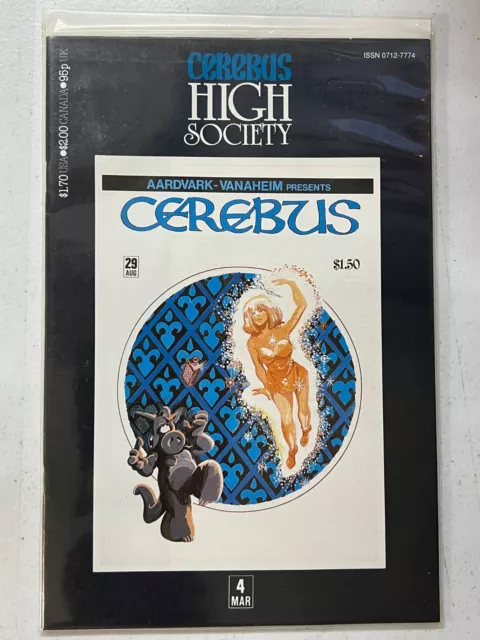 $1.70 USA • $2.00 CANADA • 95p UK
ISSN 0712-7774
CEREBUS
HIGH
SOCIETY
AARDVARK-VANAHEIM PRESENTS
CEREBUS
29
AUG
$1.50
4
MAR